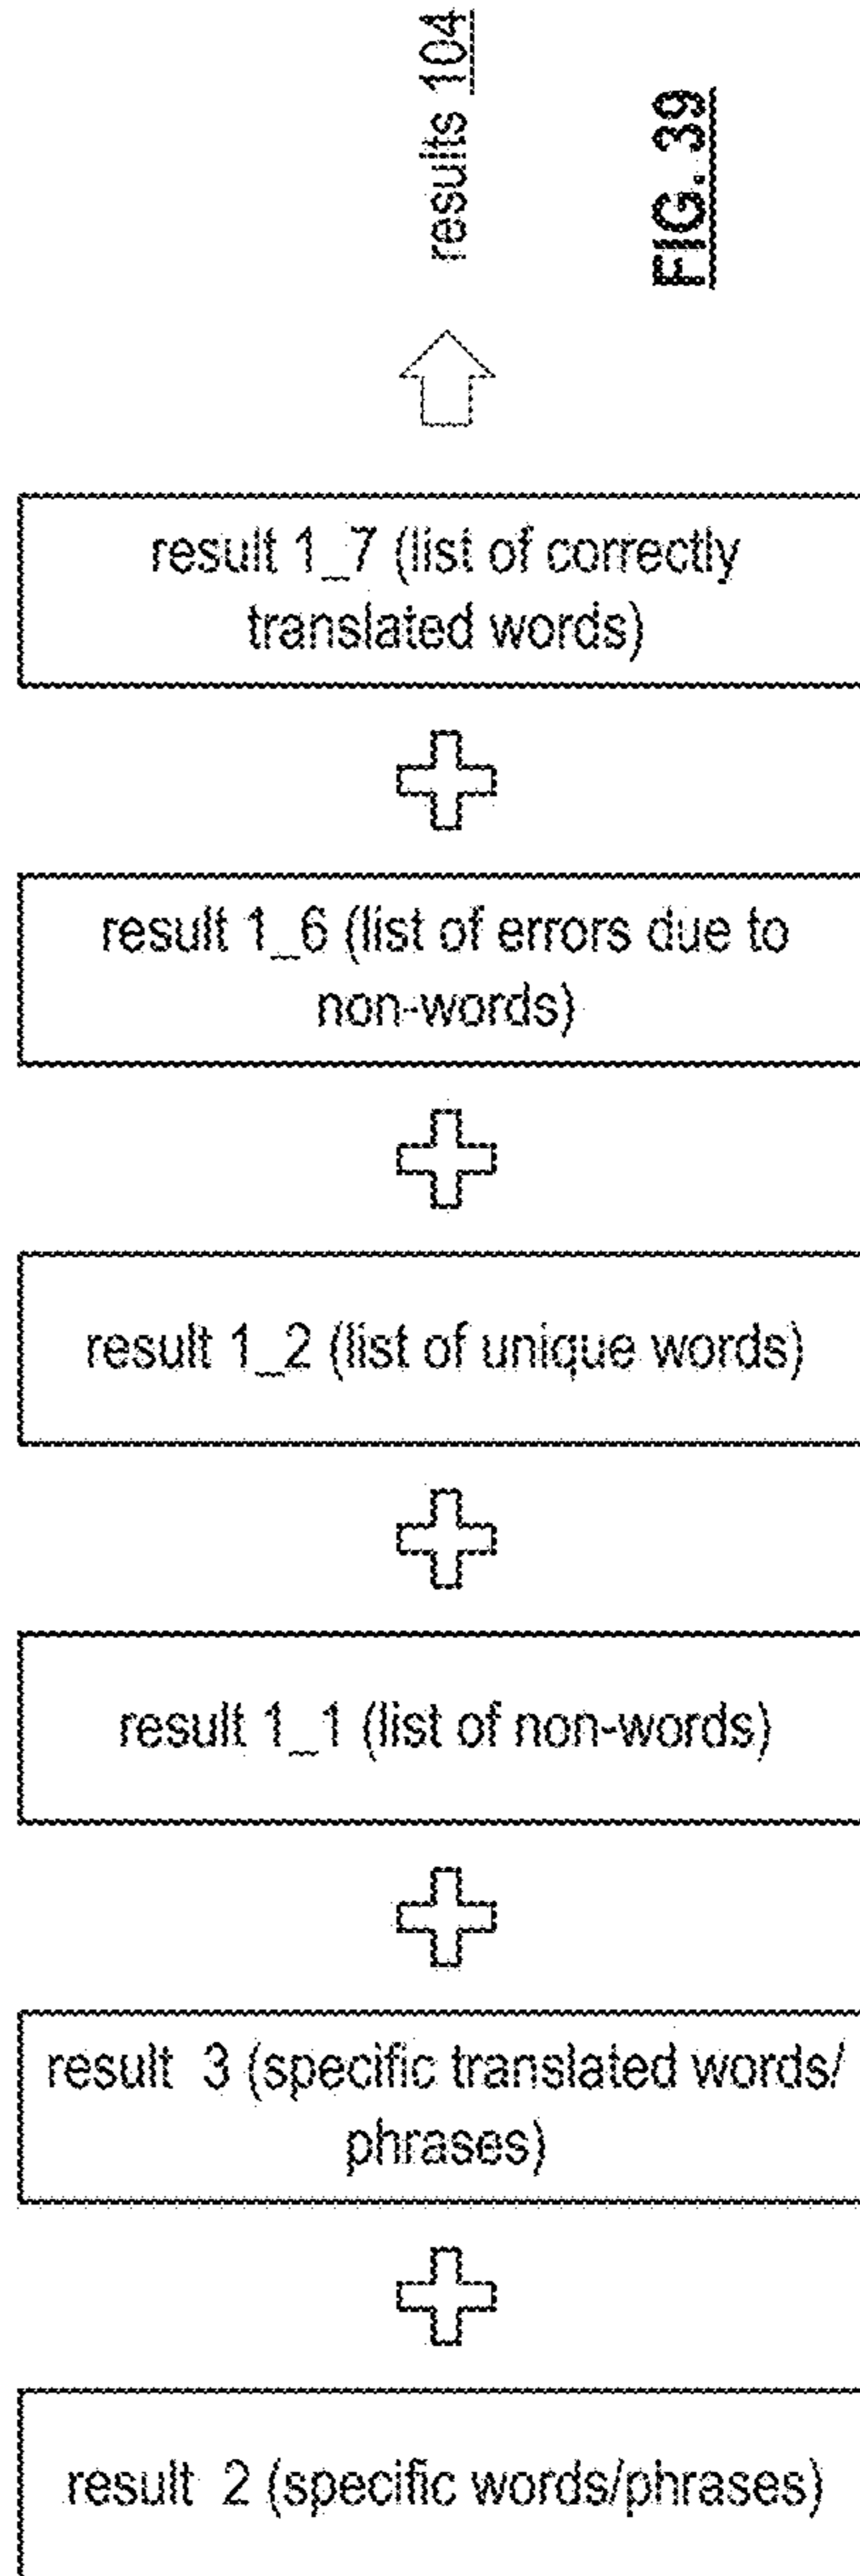 results 104
FIG. 39
result 1_7 (list of correctly
translated words)
result 1_6 (list of errors due to
non-words)
result 1_2 (list of unique words)
result 1_1 (list of non-words)
result 3 (specific translated words/
phrases)
result 2 (specific words/phrases)